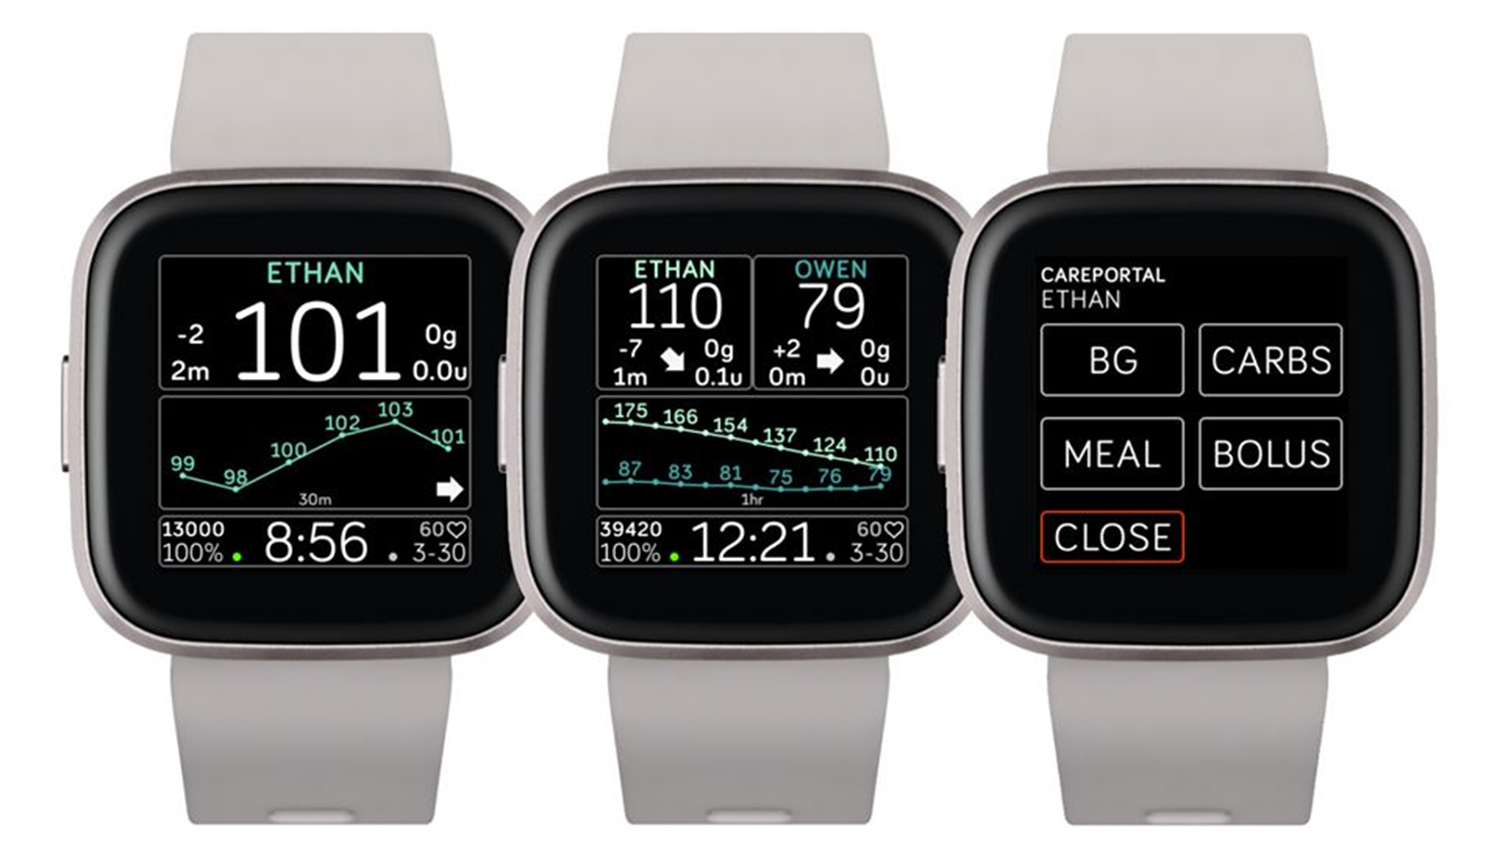 ETHAN
-2 101 0g
2m 0.0u
99 98 100 102 103 101
30m
13000 8:56 60
100% 3-30
ETHAN
110
-7 0g
1m 0.1u
OWEN
79
+2 0g
0m 0u
175 166 154 137 124 110
87 83 81 75 76 79
1hr
39420 12:21 60
100% 3-30
CAREPORTAL
ETHAN
BG CARBS
MEAL BOLUS
CLOSE